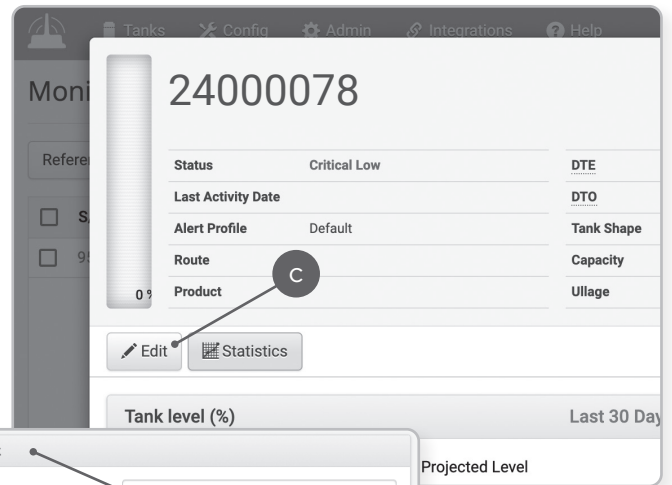 Tanks Config Admin Integrations Help
Moni
24000078
Refere
Status Critical Low DTE
Last Activity Date DTO
Alert Profile Default Tank Shape
Route Capacity
0 % Product Ullage
C
Edit Statistics
Tank level (%) Last 30 Day
Projected Level